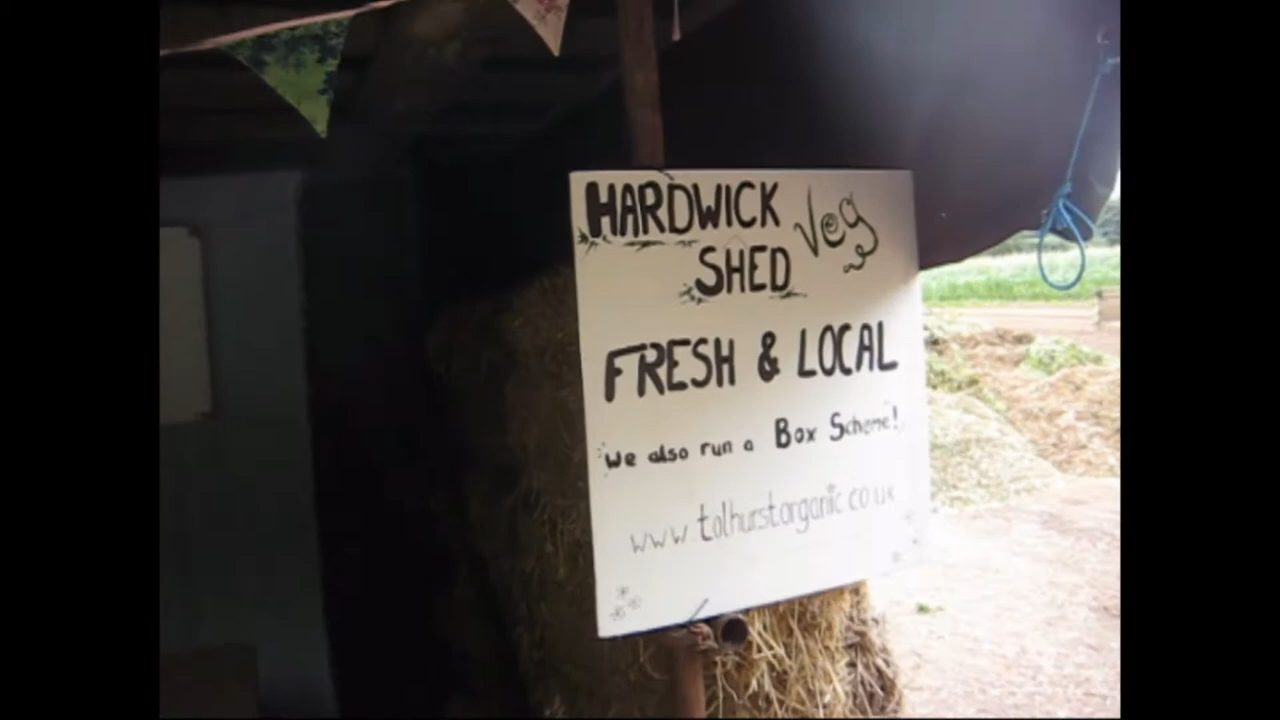 HARDWICK Veg
SHED
FRESH & LOCAL
We also run a Box Scheme!
www.tolhurstorganic.co.uk